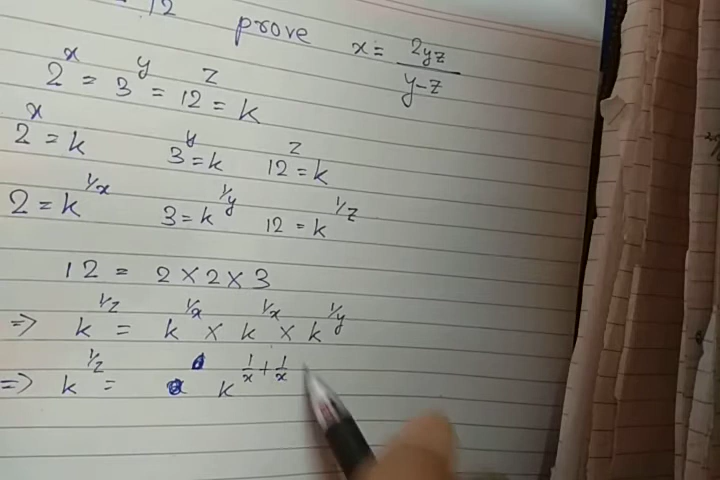 12 prove x = 2yz / y-z
2^x = 3^y = 12^z = k
2^x = k 3^y = k 12^z = k
2 = k^1/x 3 = k^1/y 12 = k^1/z
12 = 2 × 2 × 3
=> k^1/z = k^1/x × k^1/x × k^1/y
=> k^1/z = k^1/x + 1/x